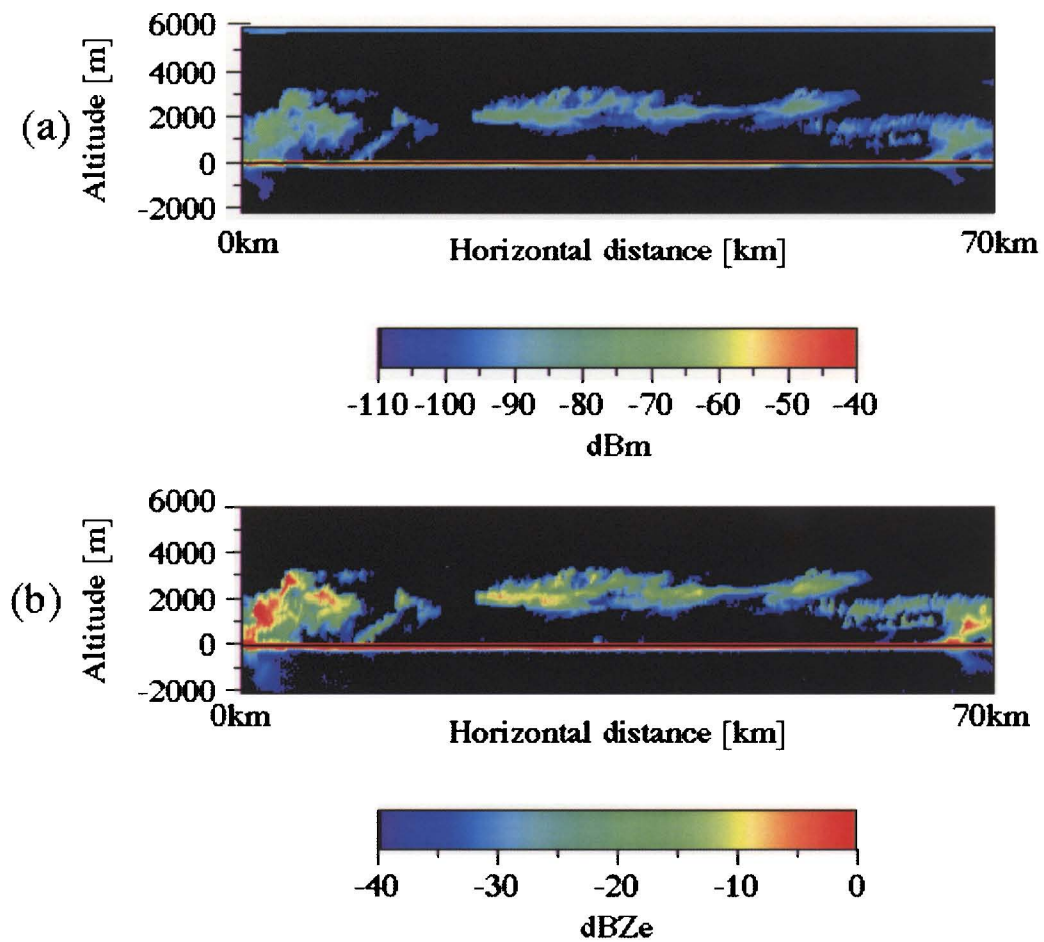 6000
4000
2000
0
-2000
Altitude [m]
(a)
0km
Horizontal distance [km]
70km
-110 -100 -90 -80 -70 -60 -50 -40
dBm
6000
4000
2000
0
-2000
Altitude [m]
(b)
0km
Horizontal distance [km]
70km
-40 -30 -20 -10 0
dBZe